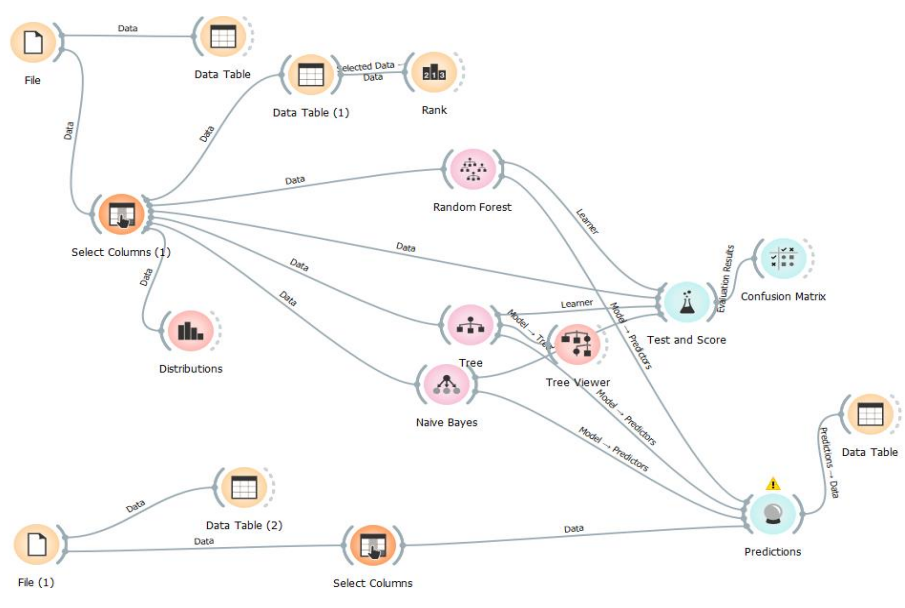 Data
File
Data Table
Selected Data →
Data
Data Table (1)
Rank
Data
Data
Data
Random Forest
Learner
Select Columns (1)
Data
Data
Data
Data
Data
Distributions
Learner
Model → Tree
Tree
Tree Viewer
Naive Bayes
Model → Predictors
Model → Predictors
Model → Predictors
Test and Score
Evaluation Results
Confusion Matrix
Predictions → Data
Data Table
Data
Data Table (2)
File (1)
Data
Select Columns
Data
Predictions